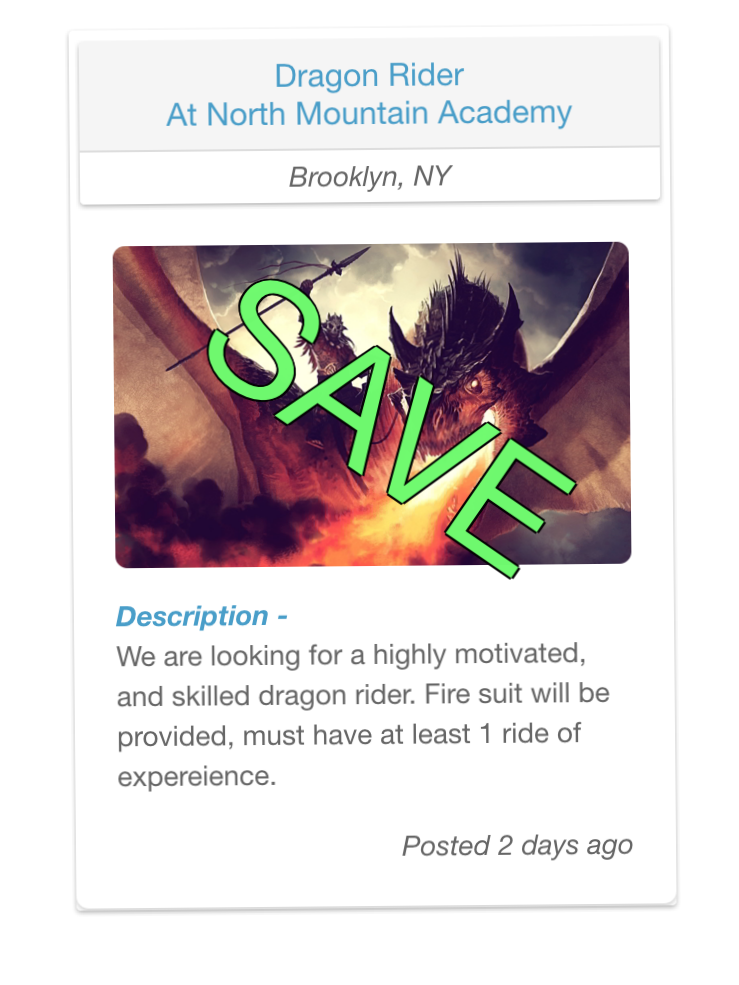 Dragon Rider
At North Mountain Academy
Brooklyn, NY
SAVE
Description -
We are looking for a highly motivated,
and skilled dragon rider. Fire suit will be
provided, must have at least 1 ride of
expereience.
Posted 2 days ago